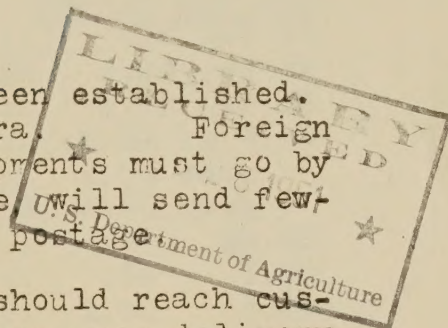 LIBRARY
RECEIVED
U. S. Department of Agriculture
een established.
ra. Foreign
pments must go by
e will send few-
postage.
should reach cus-